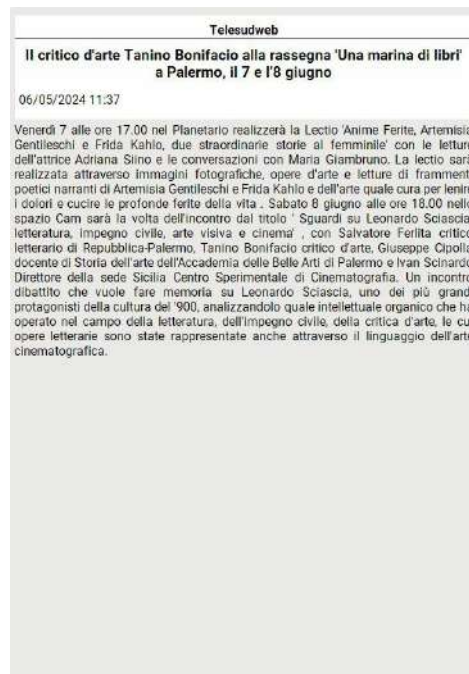 Telesudweb
Il critico d'arte Tanino Bonifacio alla rassegna 'Una marina di libri'
a Palermo, il 7 e l'8 giugno
06/05/2024 11:37
Venerdì 7 alle ore 17.00 nel Planetario realizzerà la Lectio 'Anime Ferite, Artemisia
Gentileschi e Frida Kahlo, due straordinarie storie al femminile' con le letture
dell'attrice Adriana Siino e le conversazioni con Maria Giambruno. La lectio sarà
realizzata attraverso immagini fotografiche, opere d'arte e letture di frammenti
poetici narranti di Artemisia Gentileschi e Frida Kahlo e dell'arte quale cura per lenire
i dolori e cucire le profonde ferite della vita . Sabato 8 giugno alle ore 18.00 nello
spazio Cam sarà la volta dell'incontro dal titolo ' Sguardi su Leonardo Sciascia
letteratura, impegno civile, arte visiva e cinema' , con Salvatore Ferlita critico
letterario di Repubblica-Palermo, Tanino Bonifacio critico d'arte, Giuseppe Cipolla
docente di Storia dell'arte dell'Accademia delle Belle Arti di Palermo e Ivan Scinardo
Direttore della sede Sicilia Centro Sperimentale di Cinematografia. Un incontro
dibattito che vuole fare memoria su Leonardo Sciascia, uno dei più grand
protagonisti della cultura del '900, analizzandolo quale intellettuale organico che ha
operato nel campo della letteratura, dell'impegno civile, della critica d'arte, le cu
opere letterarie sono state rappresentate anche attraverso il linguaggio dell'arte
cinematografica.